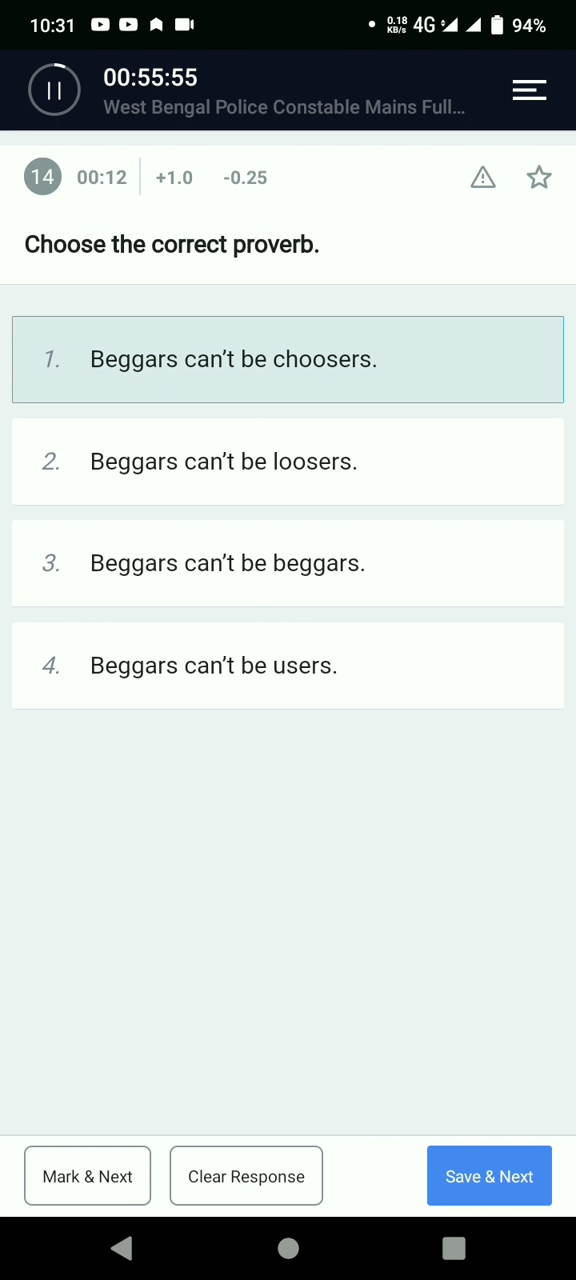 10:31
0.18 KB/s 4G 94%
00:55:55
West Bengal Police Constable Mains Full...
14 00:12 +1.0 -0.25
Choose the correct proverb.
1. Beggars can’t be choosers.
2. Beggars can’t be loosers.
3. Beggars can’t be beggars.
4. Beggars can’t be users.
Mark & Next Clear Response Save & Next